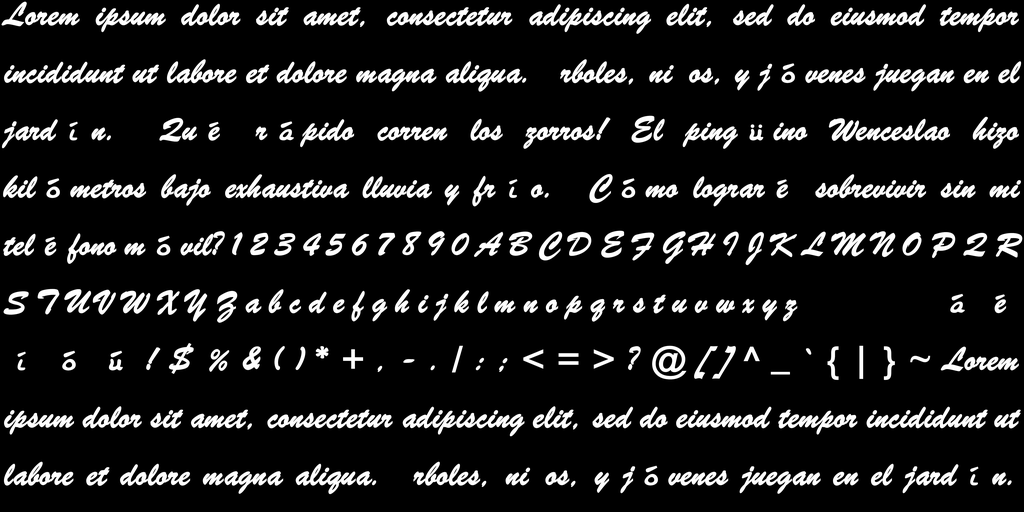 Lorem ipsum dolor sit amet, consectetur adipiscing elit, sed do eiusmod tempor
incididunt ut labore et dolore magna aliqua. rboles, ni os, y j ó venes juegan en el
jard í n. Qu é r á pido corren los zorros! El ping ü ino Wenceslao hizo
kil ó metros bajo exhaustiva lluvia y fr í o. C ó mo lograr é sobrevivir sin mi
tel é fono m ó vil? 1 2 3 4 5 6 7 8 9 0 A B C D E F G H I J K L M N O P Q R
S T U V W X Y Z a b c d e f g h i j k l m n o p q r s t u v w x y z á é
í ó ú ! $ % & ( ) * + , - . / : ; < = > ? @ [ ] ^ _ ` { | } ~ Lorem
ipsum dolor sit amet, consectetur adipiscing elit, sed do eiusmod tempor incididunt ut
labore et dolore magna aliqua. rboles, ni os, y j ó venes juegan en el jard í n.